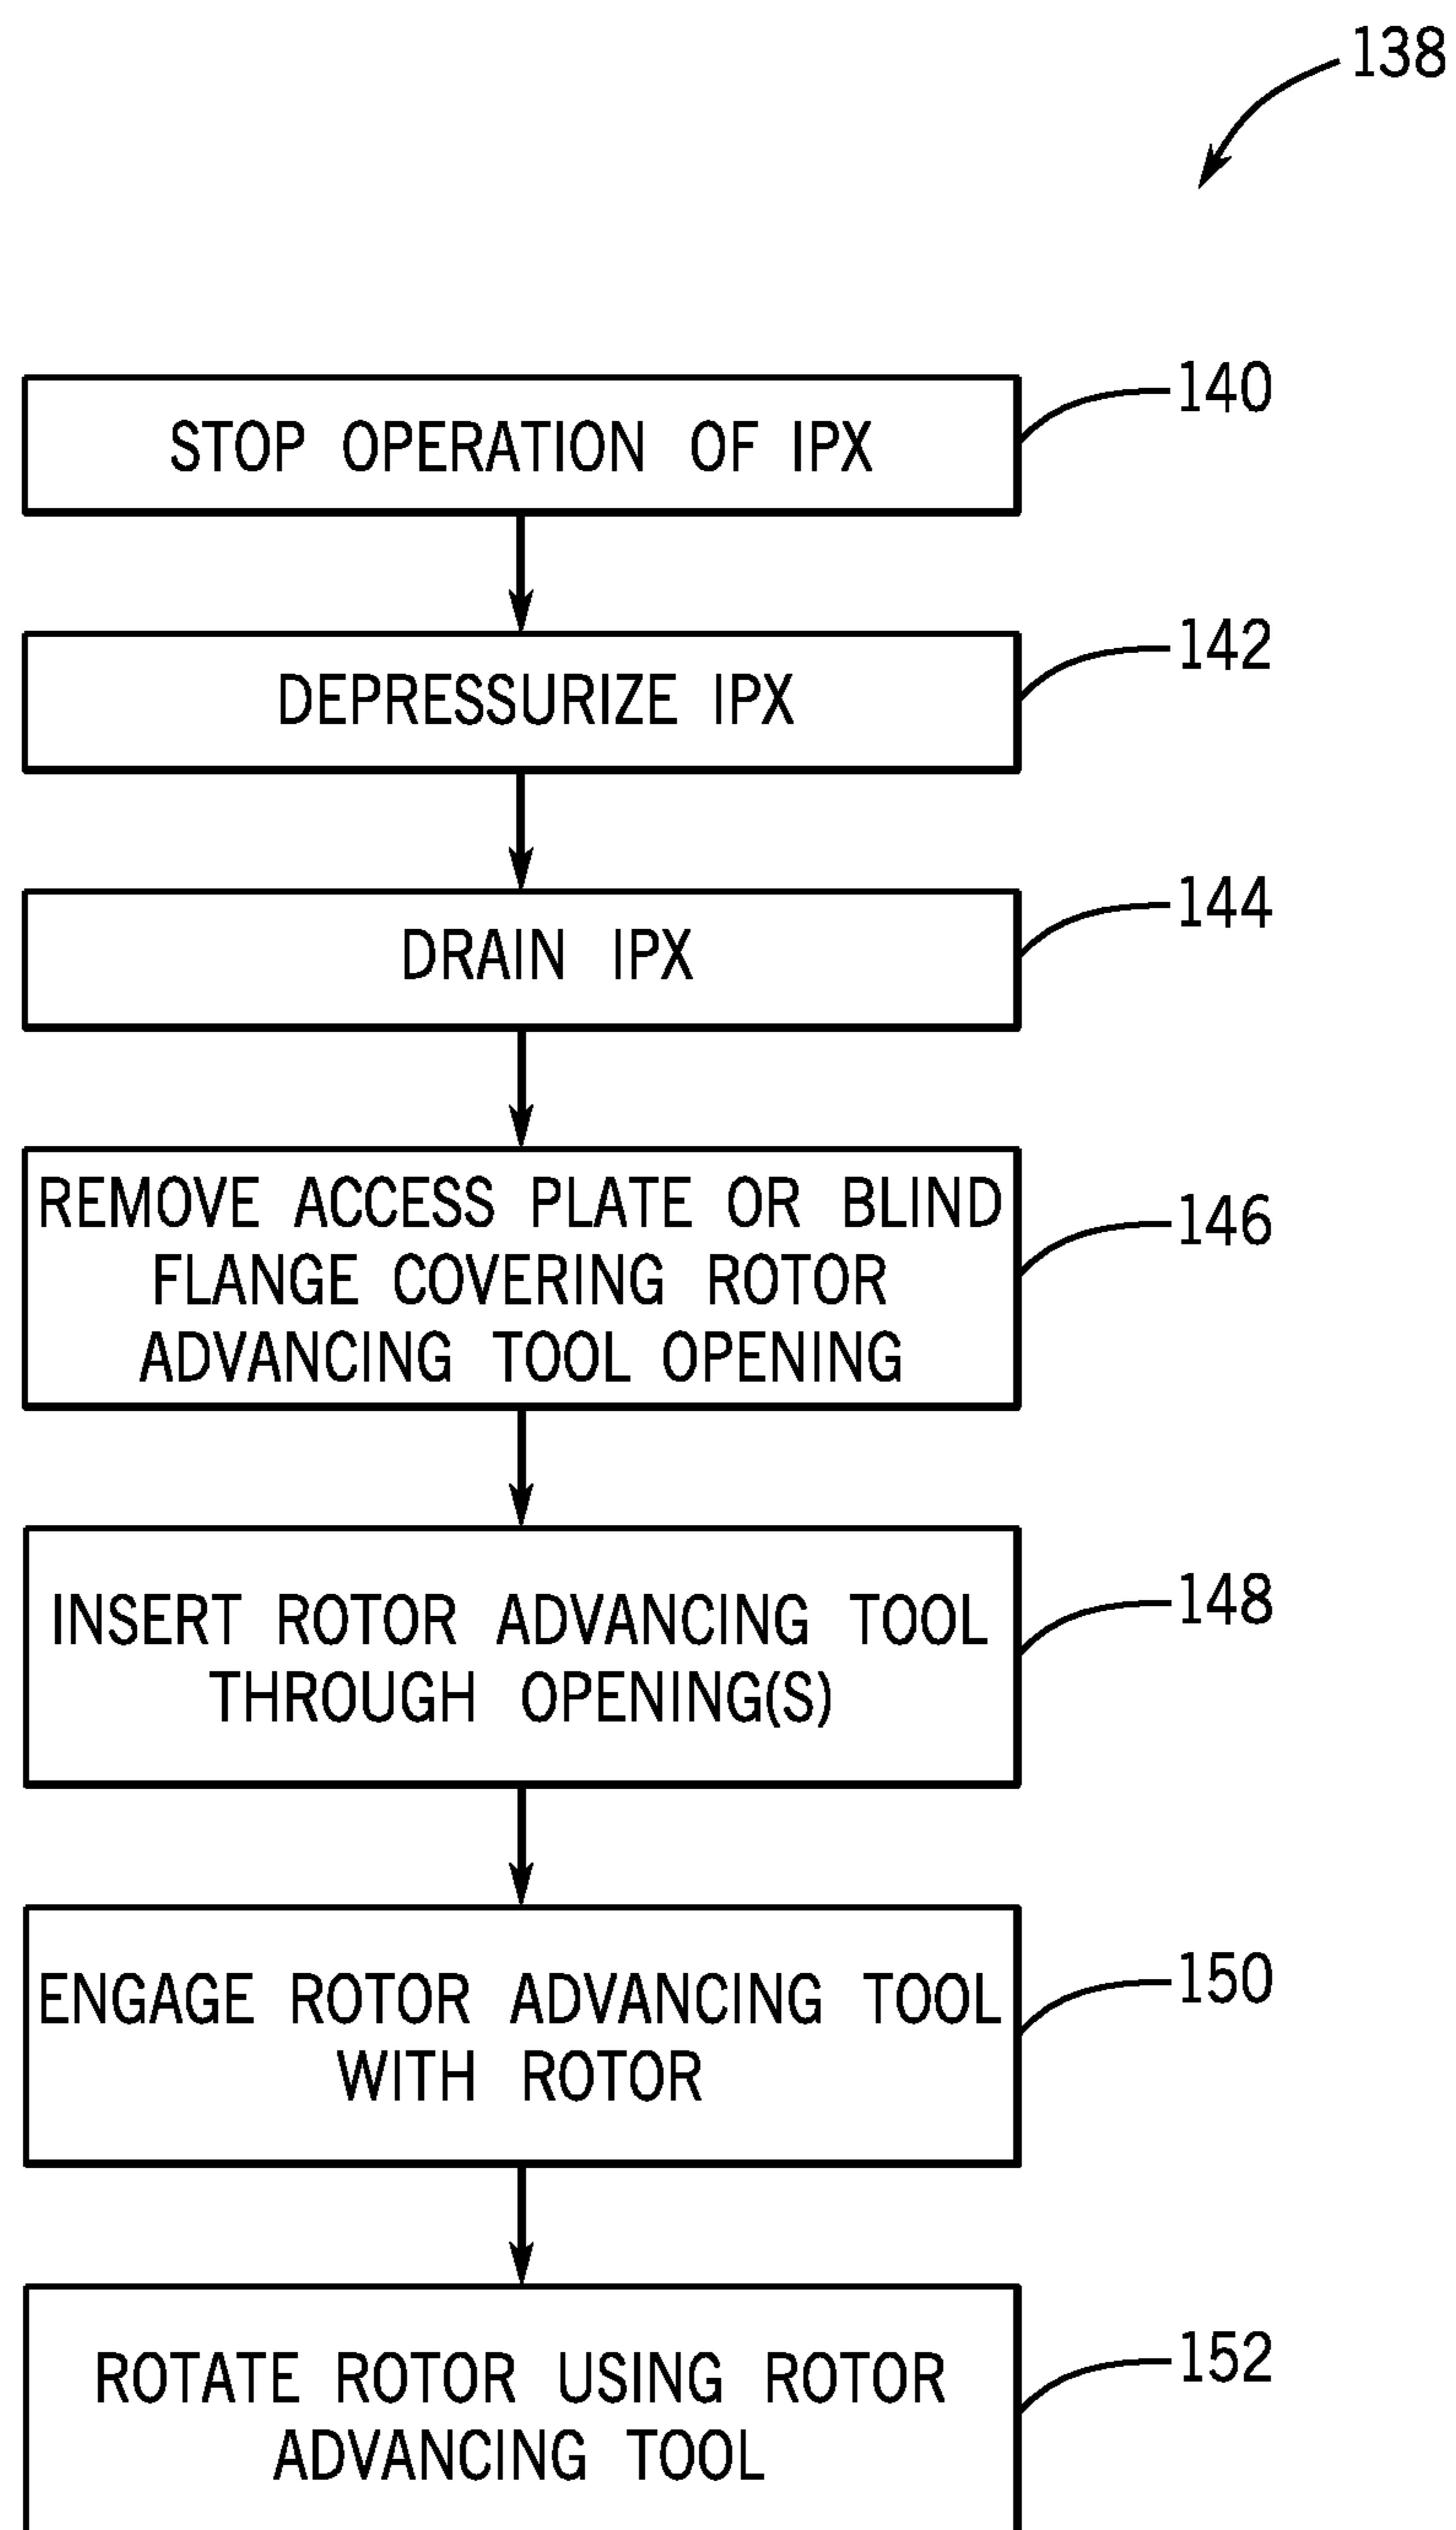 138
STOP OPERATION OF IPX
140
DEPRESSURIZE IPX
142
DRAIN IPX
144
REMOVE ACCESS PLATE OR BLIND
FLANGE COVERING ROTOR
ADVANCING TOOL OPENING
146
INSERT ROTOR ADVANCING TOOL
THROUGH OPENING(S)
148
ENGAGE ROTOR ADVANCING TOOL
WITH ROTOR
150
ROTATE ROTOR USING ROTOR
ADVANCING TOOL
152